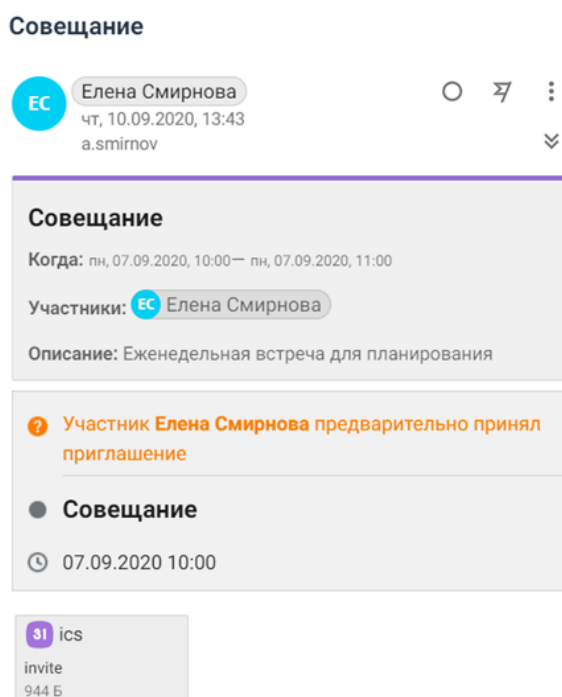 Совещание
ЕС
Елена Смирнова
чт, 10.09.2020, 13:43
a.smirnov
Совещание
Когда: пн, 07.09.2020, 10:00— пн, 07.09.2020, 11:00
Участники: ЕС Елена Смирнова
Описание: Еженедельная встреча для планирования
? Участник Елена Смирнова предварительно принял
приглашение
Совещание
07.09.2020 10:00
31 ics
invite
944 Б